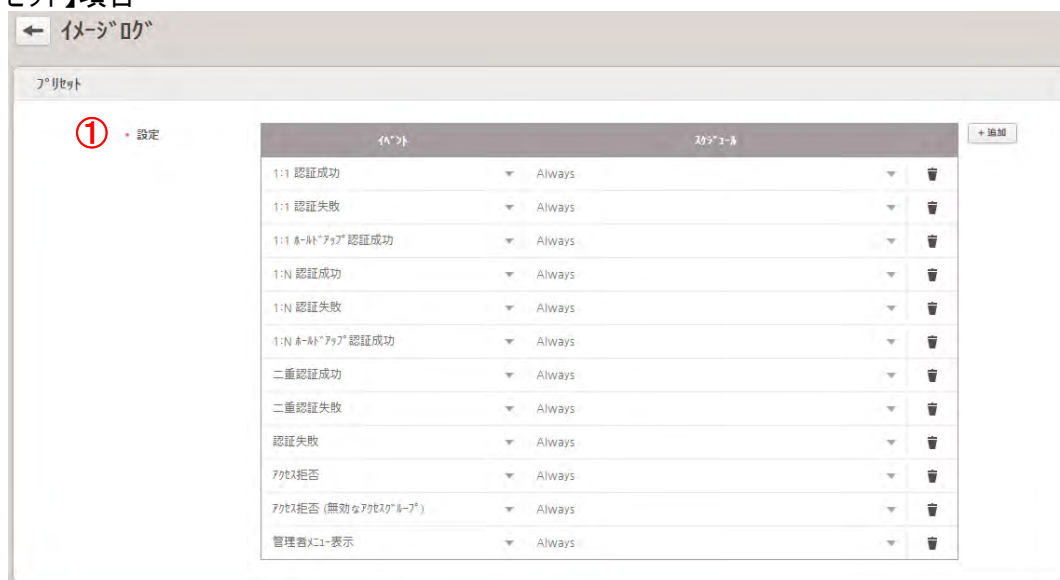 セット】項目
← ｲﾒｰｼﾞﾛｸﾞ
ﾌﾟﾘｾｯﾄ
① • 設定
ｲﾍﾞﾝﾄ ｽｹｼﾞｭｰﾙ
+ 追加
1:1 認証成功 Always
1:1 認証失敗 Always
1:1 ﾎｰﾙﾄﾞｱｯﾌﾟ認証成功 Always
1:N 認証成功 Always
1:N 認証失敗 Always
1:N ﾎｰﾙﾄﾞｱｯﾌﾟ認証成功 Always
二重認証成功 Always
二重認証失敗 Always
認証失敗 Always
ｱｸｾｽ拒否 Always
ｱｸｾｽ拒否 (無効なｱｸｾｽｸﾞﾙｰﾌﾟ) Always
管理者ﾒﾆｭｰ表示 Always